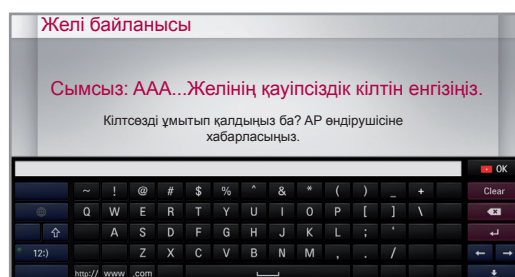 Желі байланысы
Сымсыз: AAA...Желінің қауіпсіздік кілтін енгізіңіз.
Кілтсөзді ұмытып қалдыңыз ба? AP өндірушісіне
хабарласыңыз.
OK
~ ! @ # $ % ^ & * ( ) _ + Clear
Q W E R T Y U I O P [ ] \
A S D F G H J K L ; '
12:) Z X C V B N M , . /
http:// www .com